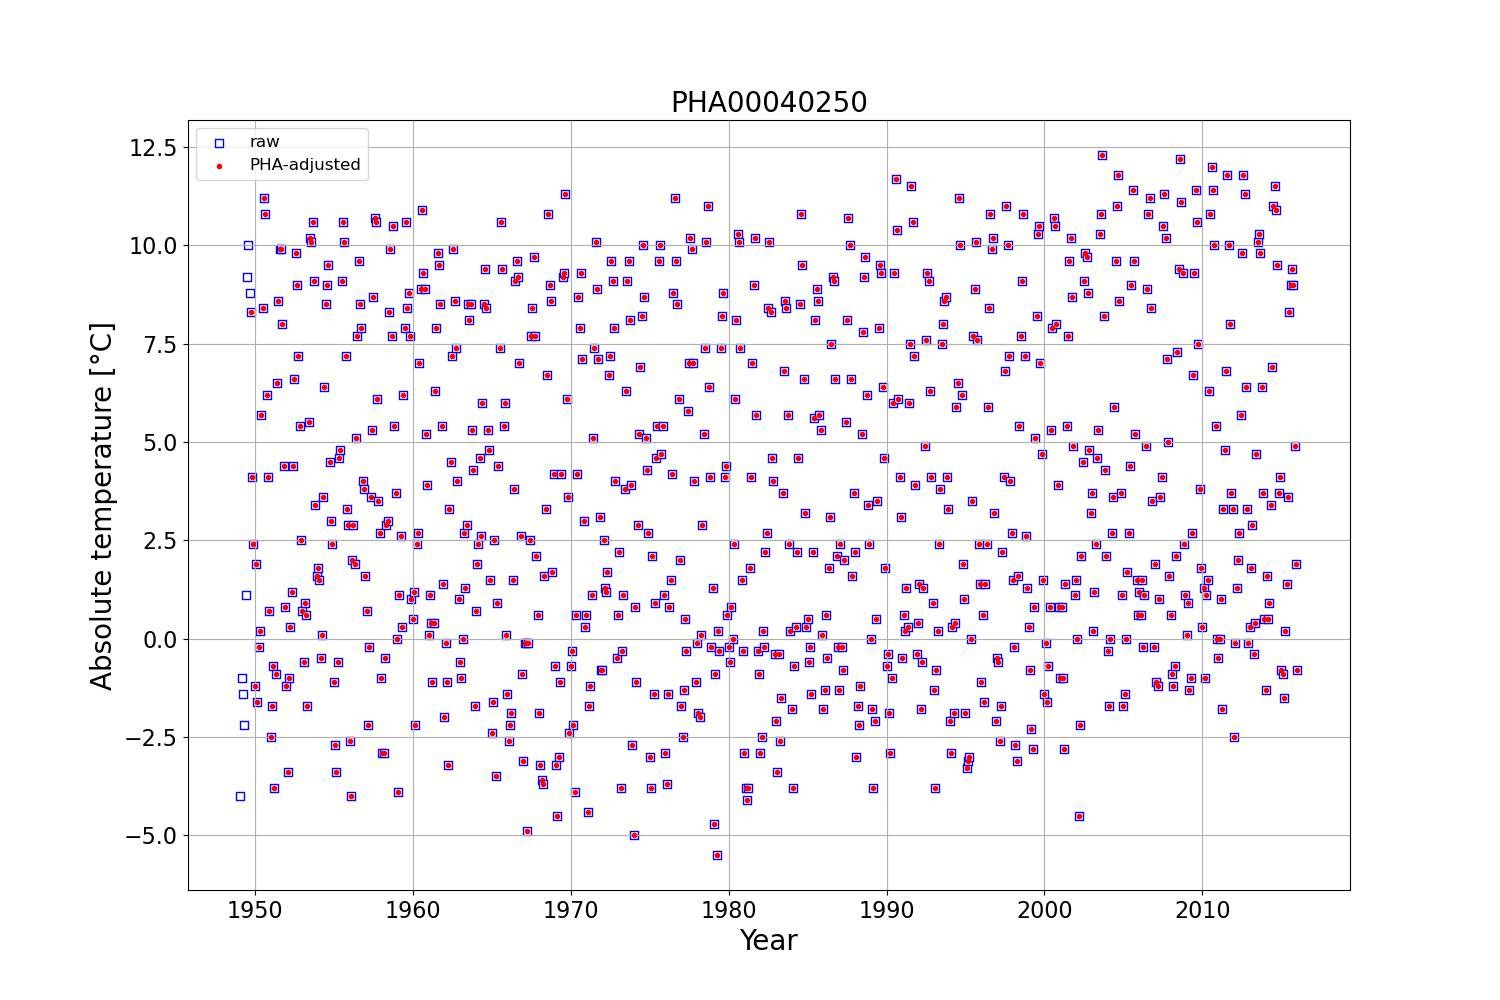 PHA00040250
raw
PHA-adjusted
12.5
10.0
7.5
5.0
2.5
0.0
−2.5
−5.0
Absolute temperature [°C]
1950 1960 1970 1980 1990 2000 2010
Year